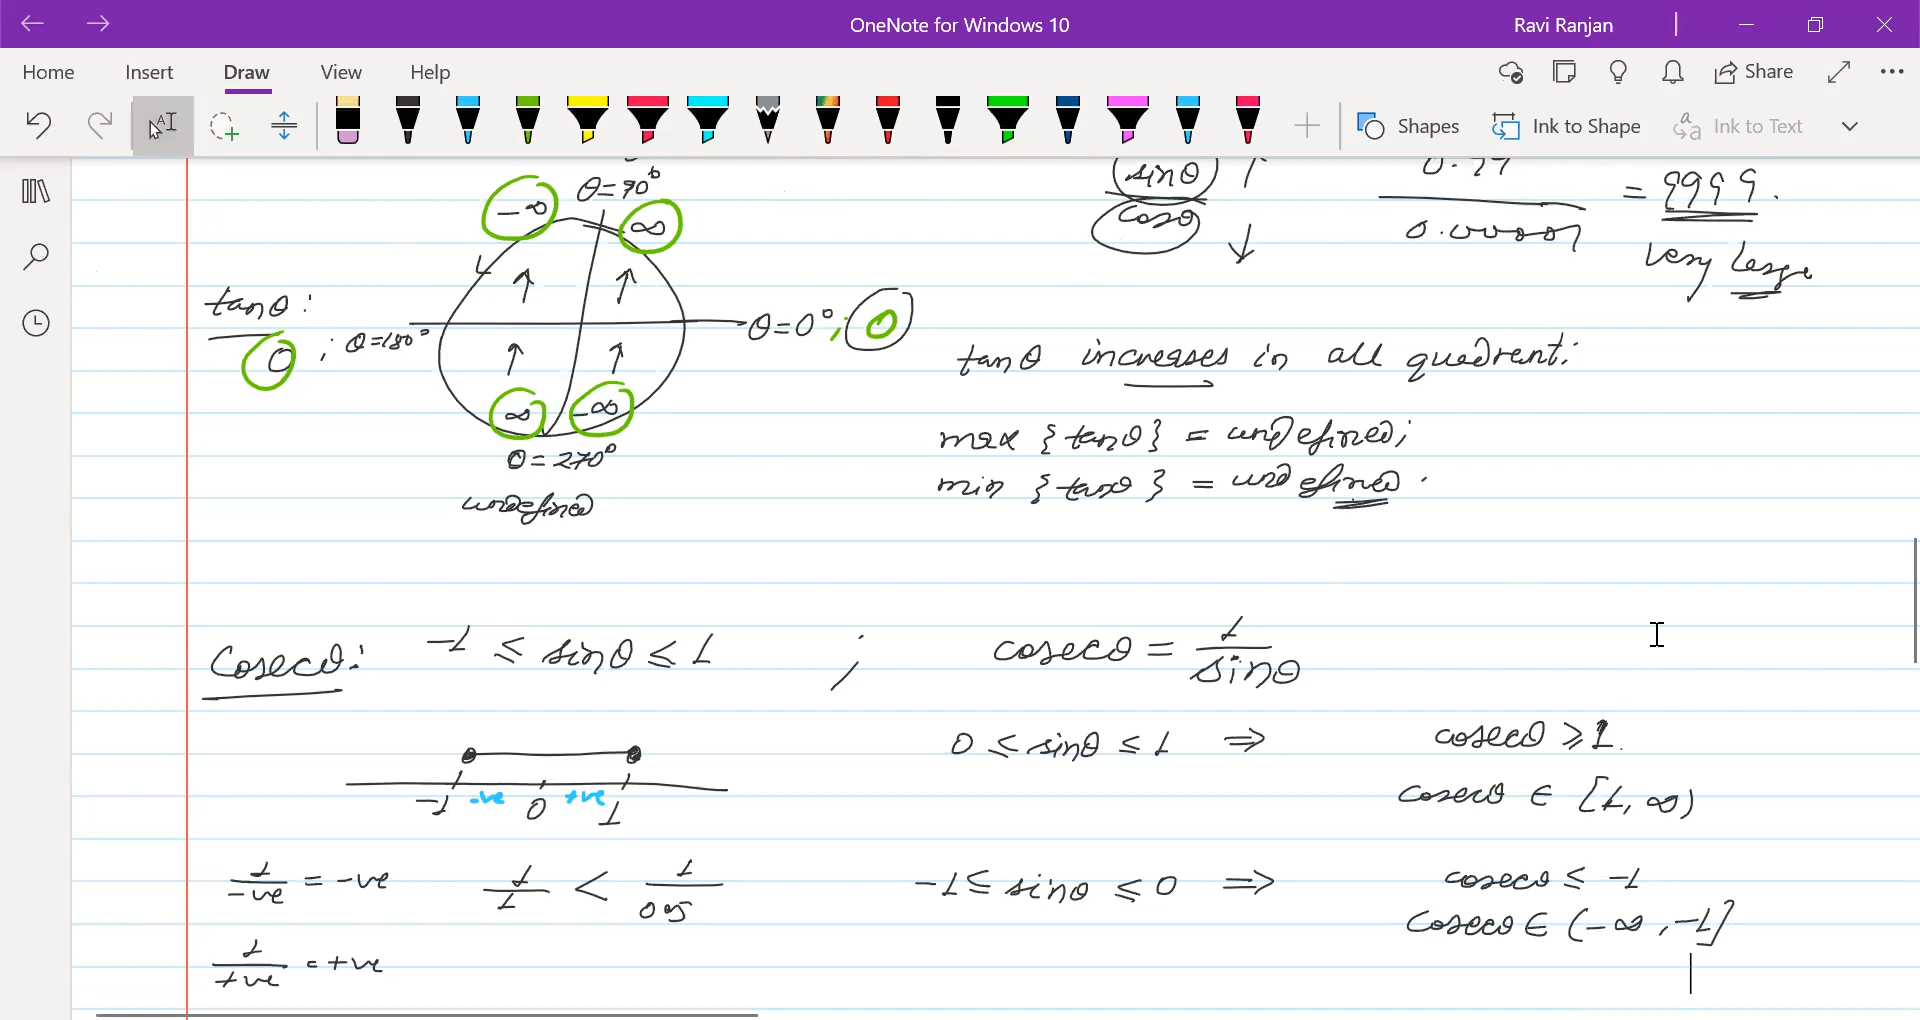 OneNote for Windows 10
Ravi Ranjan
Home Insert Draw View Help
Share
Shapes Ink to Shape Ink to Text
θ=90°
-∞ ∞
tanθ:
0 ; θ=180°
θ=0°; 0
∞ -∞
θ=270°
undefined
sinθ
cosθ
= 9999.
very large
tanθ increases in all quadrent:
max {tanθ} = undefined;
min {tanθ} = undefined.
Cosecθ: -1 ≤ sinθ ≤ 1 ; cosecθ = 1/sinθ
-1 -ve 0 +ve 1
0 ≤ sinθ ≤ 1 ⇒ cosecθ ≥ 1.
cosecθ ∈ [1, ∞)
1/-ve = -ve 1/1 < 1/0.5
-1 ≤ sinθ ≤ 0 ⇒ cosecθ ≤ -1
cosecθ ∈ (-∞, -1]
1/+ve = +ve